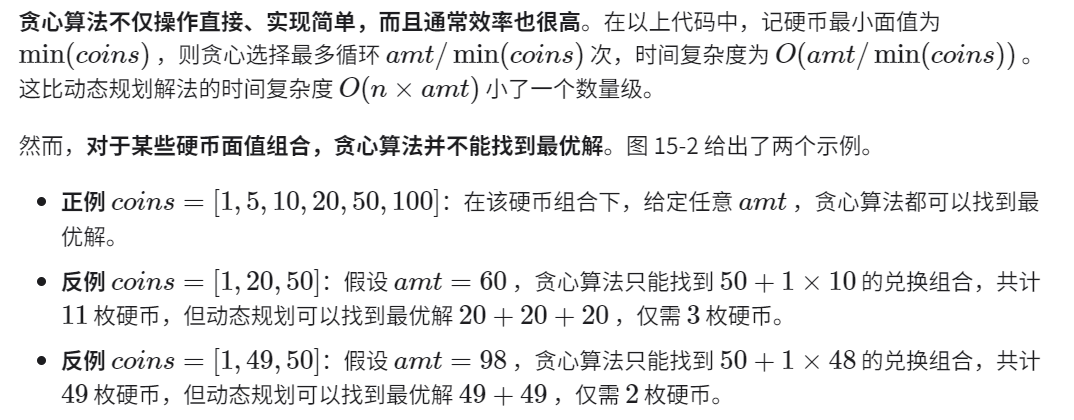 贪心算法不仅操作直接、实现简单，而且通常效率也很高。在以上代码中，记硬币最小面值为
min(coins) ，则贪心选择最多循环 amt/ min(coins) 次，时间复杂度为 O(amt/ min(coins)) 。
这比动态规划解法的时间复杂度 O(n × amt) 小了一个数量级。
然而，对于某些硬币面值组合，贪心算法并不能找到最优解。图 15-2 给出了两个示例。
• 正例 coins = [1, 5, 10, 20, 50, 100]：在该硬币组合下，给定任意 amt ，贪心算法都可以找到最
优解。
• 反例 coins = [1, 20, 50]：假设 amt = 60 ，贪心算法只能找到 50 + 1 × 10 的兑换组合，共计
11 枚硬币，但动态规划可以找到最优解 20 + 20 + 20 ，仅需 3 枚硬币。
• 反例 coins = [1, 49, 50]：假设 amt = 98 ，贪心算法只能找到 50 + 1 × 48 的兑换组合，共计
49 枚硬币，但动态规划可以找到最优解 49 + 49 ，仅需 2 枚硬币。